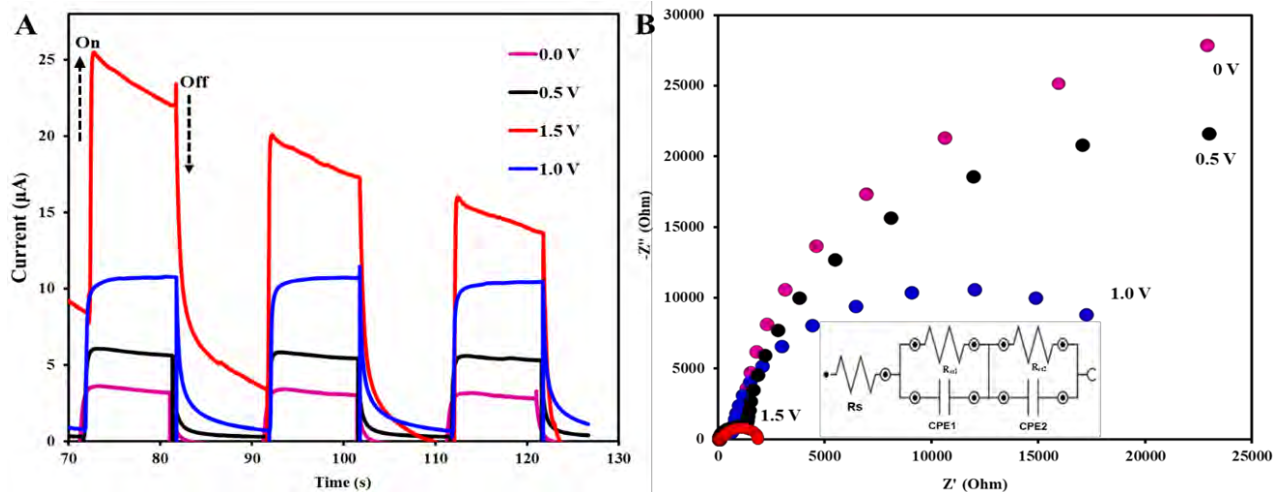 A
On
Off
0.0 V
0.5 V
1.5 V
1.0 V
25
20
15
10
5
0
70 80 90 100 110 120 130
Current (µA)
Time (s)
B
-30000
25000
20000
15000
10000
5000
0
0 5000 10000 15000 20000 25000
-Z'' (Ohm)
Z' (Ohm)
0 V
0.5 V
1.0 V
1.5 V
Rs
CPE1
CPE2